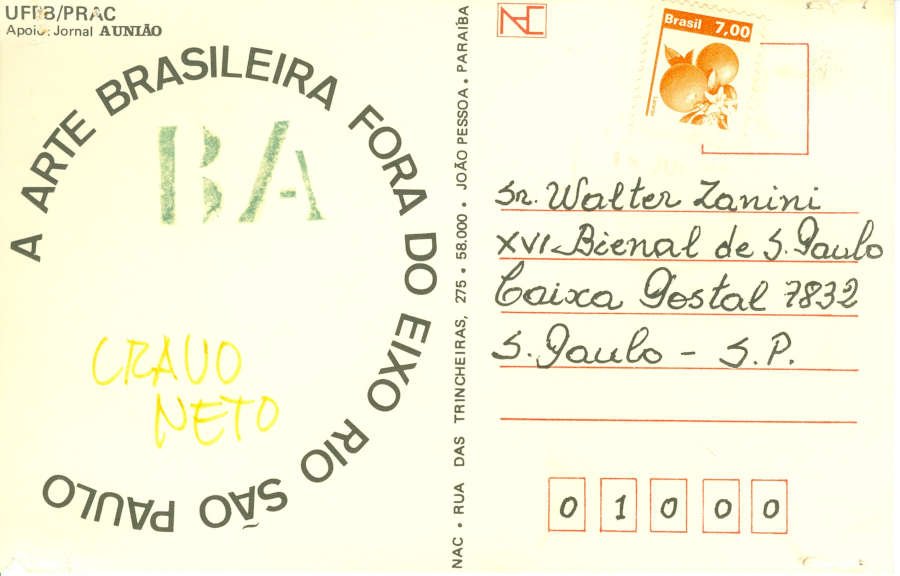 UFPB/PRAC
Apoio: Jornal A UNIÃO
A ARTE BRASILEIRA FORA DO EIXO RIO SÃO PAULO
BA
CRAVO
NETO
NAC • RUA DAS TRINCHEIRAS, 275 • 58.000 • JOÃO PESSOA • PARAÍBA
NAC
Brasil 7,00
Sr. Walter Zanini
XVI-Bienal de S. Paulo
Caixa Postal 7832
S. Paulo - S.P.
0 1 0 0 0